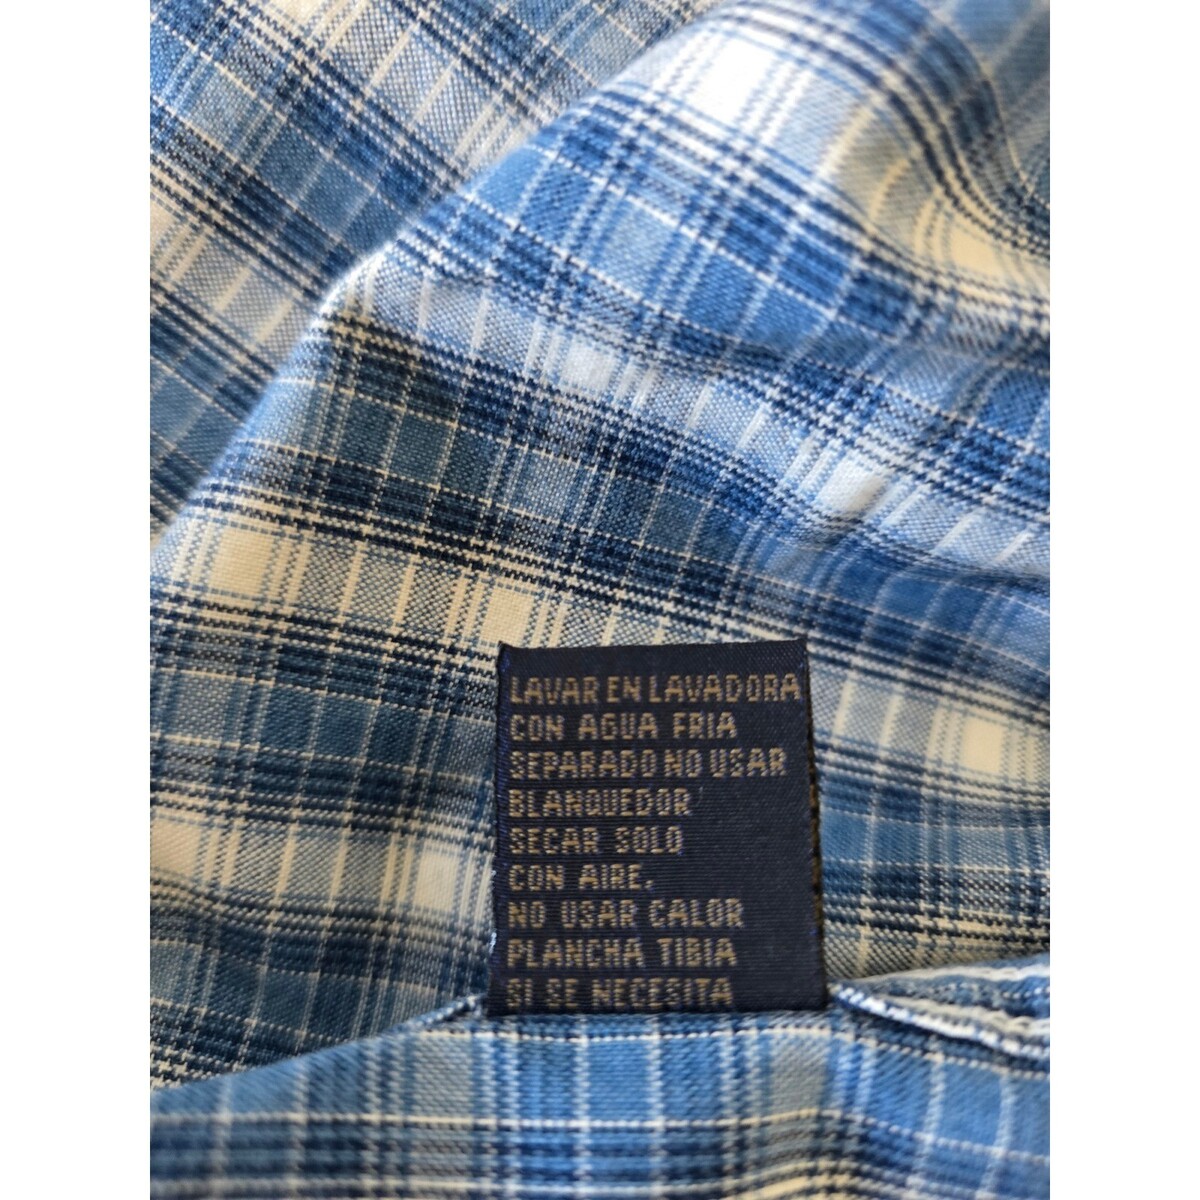 LAVAR EN LAVADORA
CON AGUA FRIA
SEPARADO NO USAR
BLANQUEDOR
SECAR SOLO
CON AIRE.
NO USAR CALOR
PLANCHA TIBIA
SI SE NECESITA